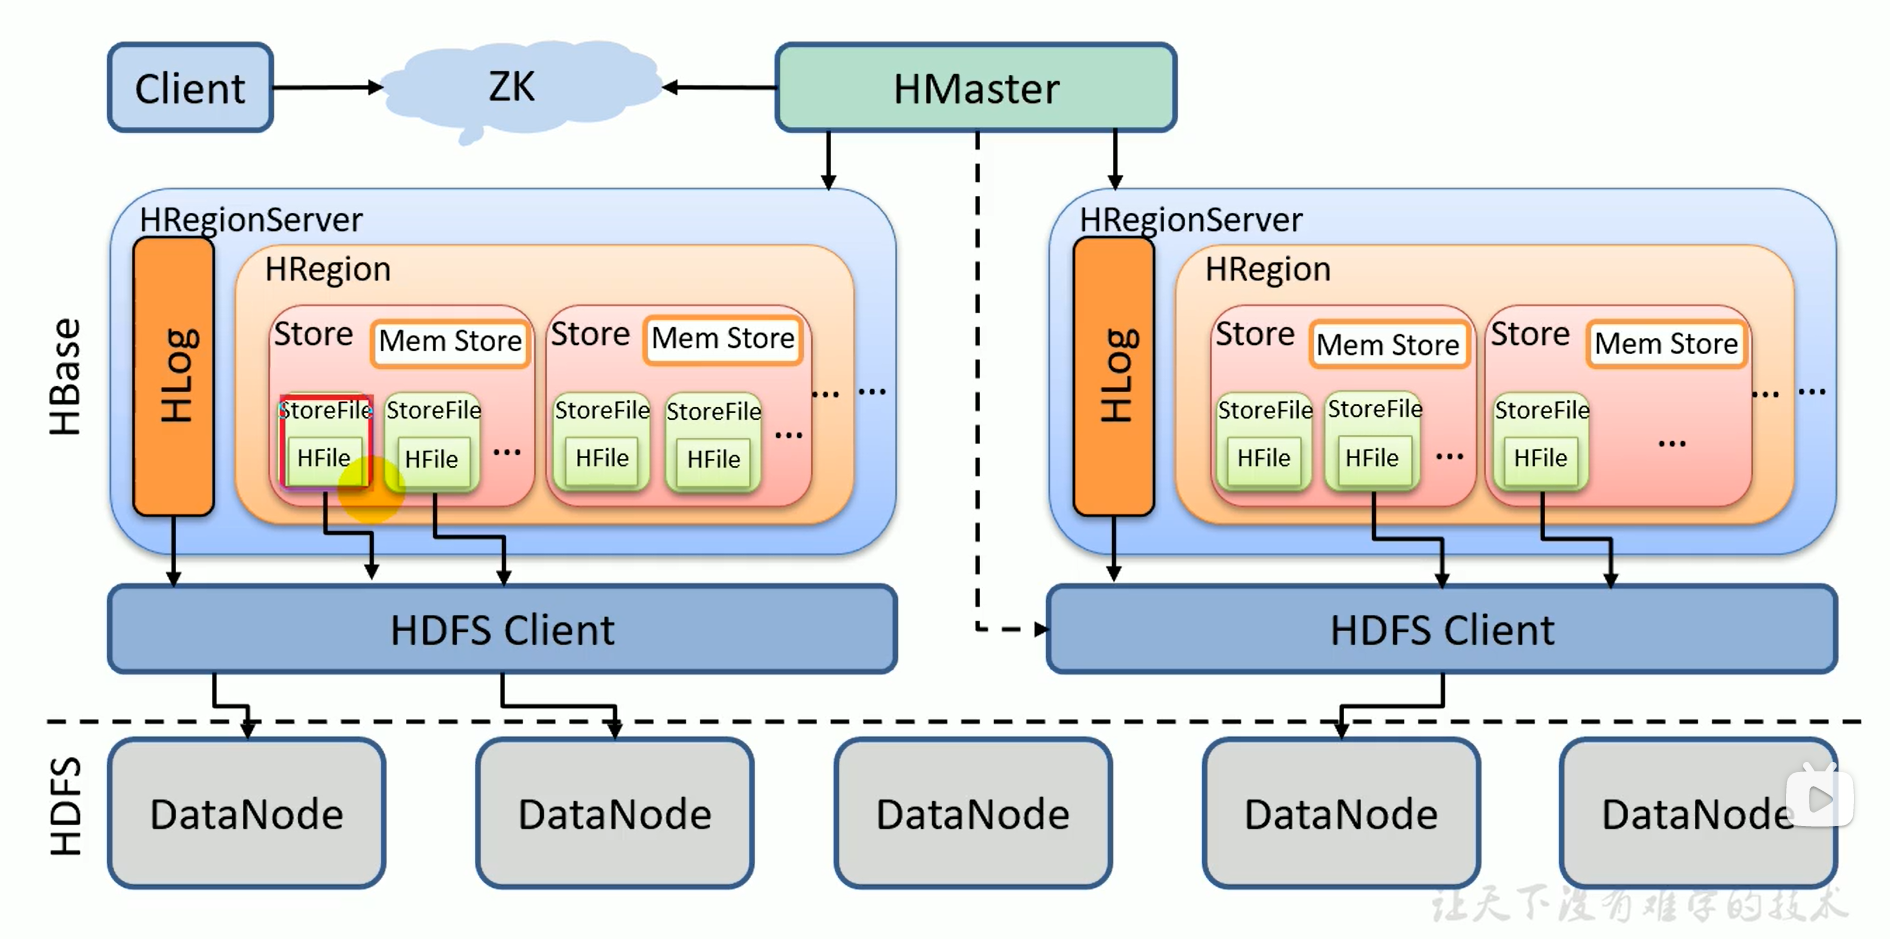 Client
ZK
HMaster
HBase
HRegionServer
HLog
HRegion
Store
Mem Store
StoreFile
HFile
StoreFile
HFile
...
Store
Mem Store
StoreFile
HFile
StoreFile
HFile
...
...
...
HRegionServer
HLog
HRegion
Store
Mem Store
StoreFile
HFile
StoreFile
HFile
...
Store
Mem Store
StoreFile
HFile
...
...
...
HDFS Client
HDFS Client
HDFS
DataNode
DataNode
DataNode
DataNode
DataNode
让天下没有难学的技术